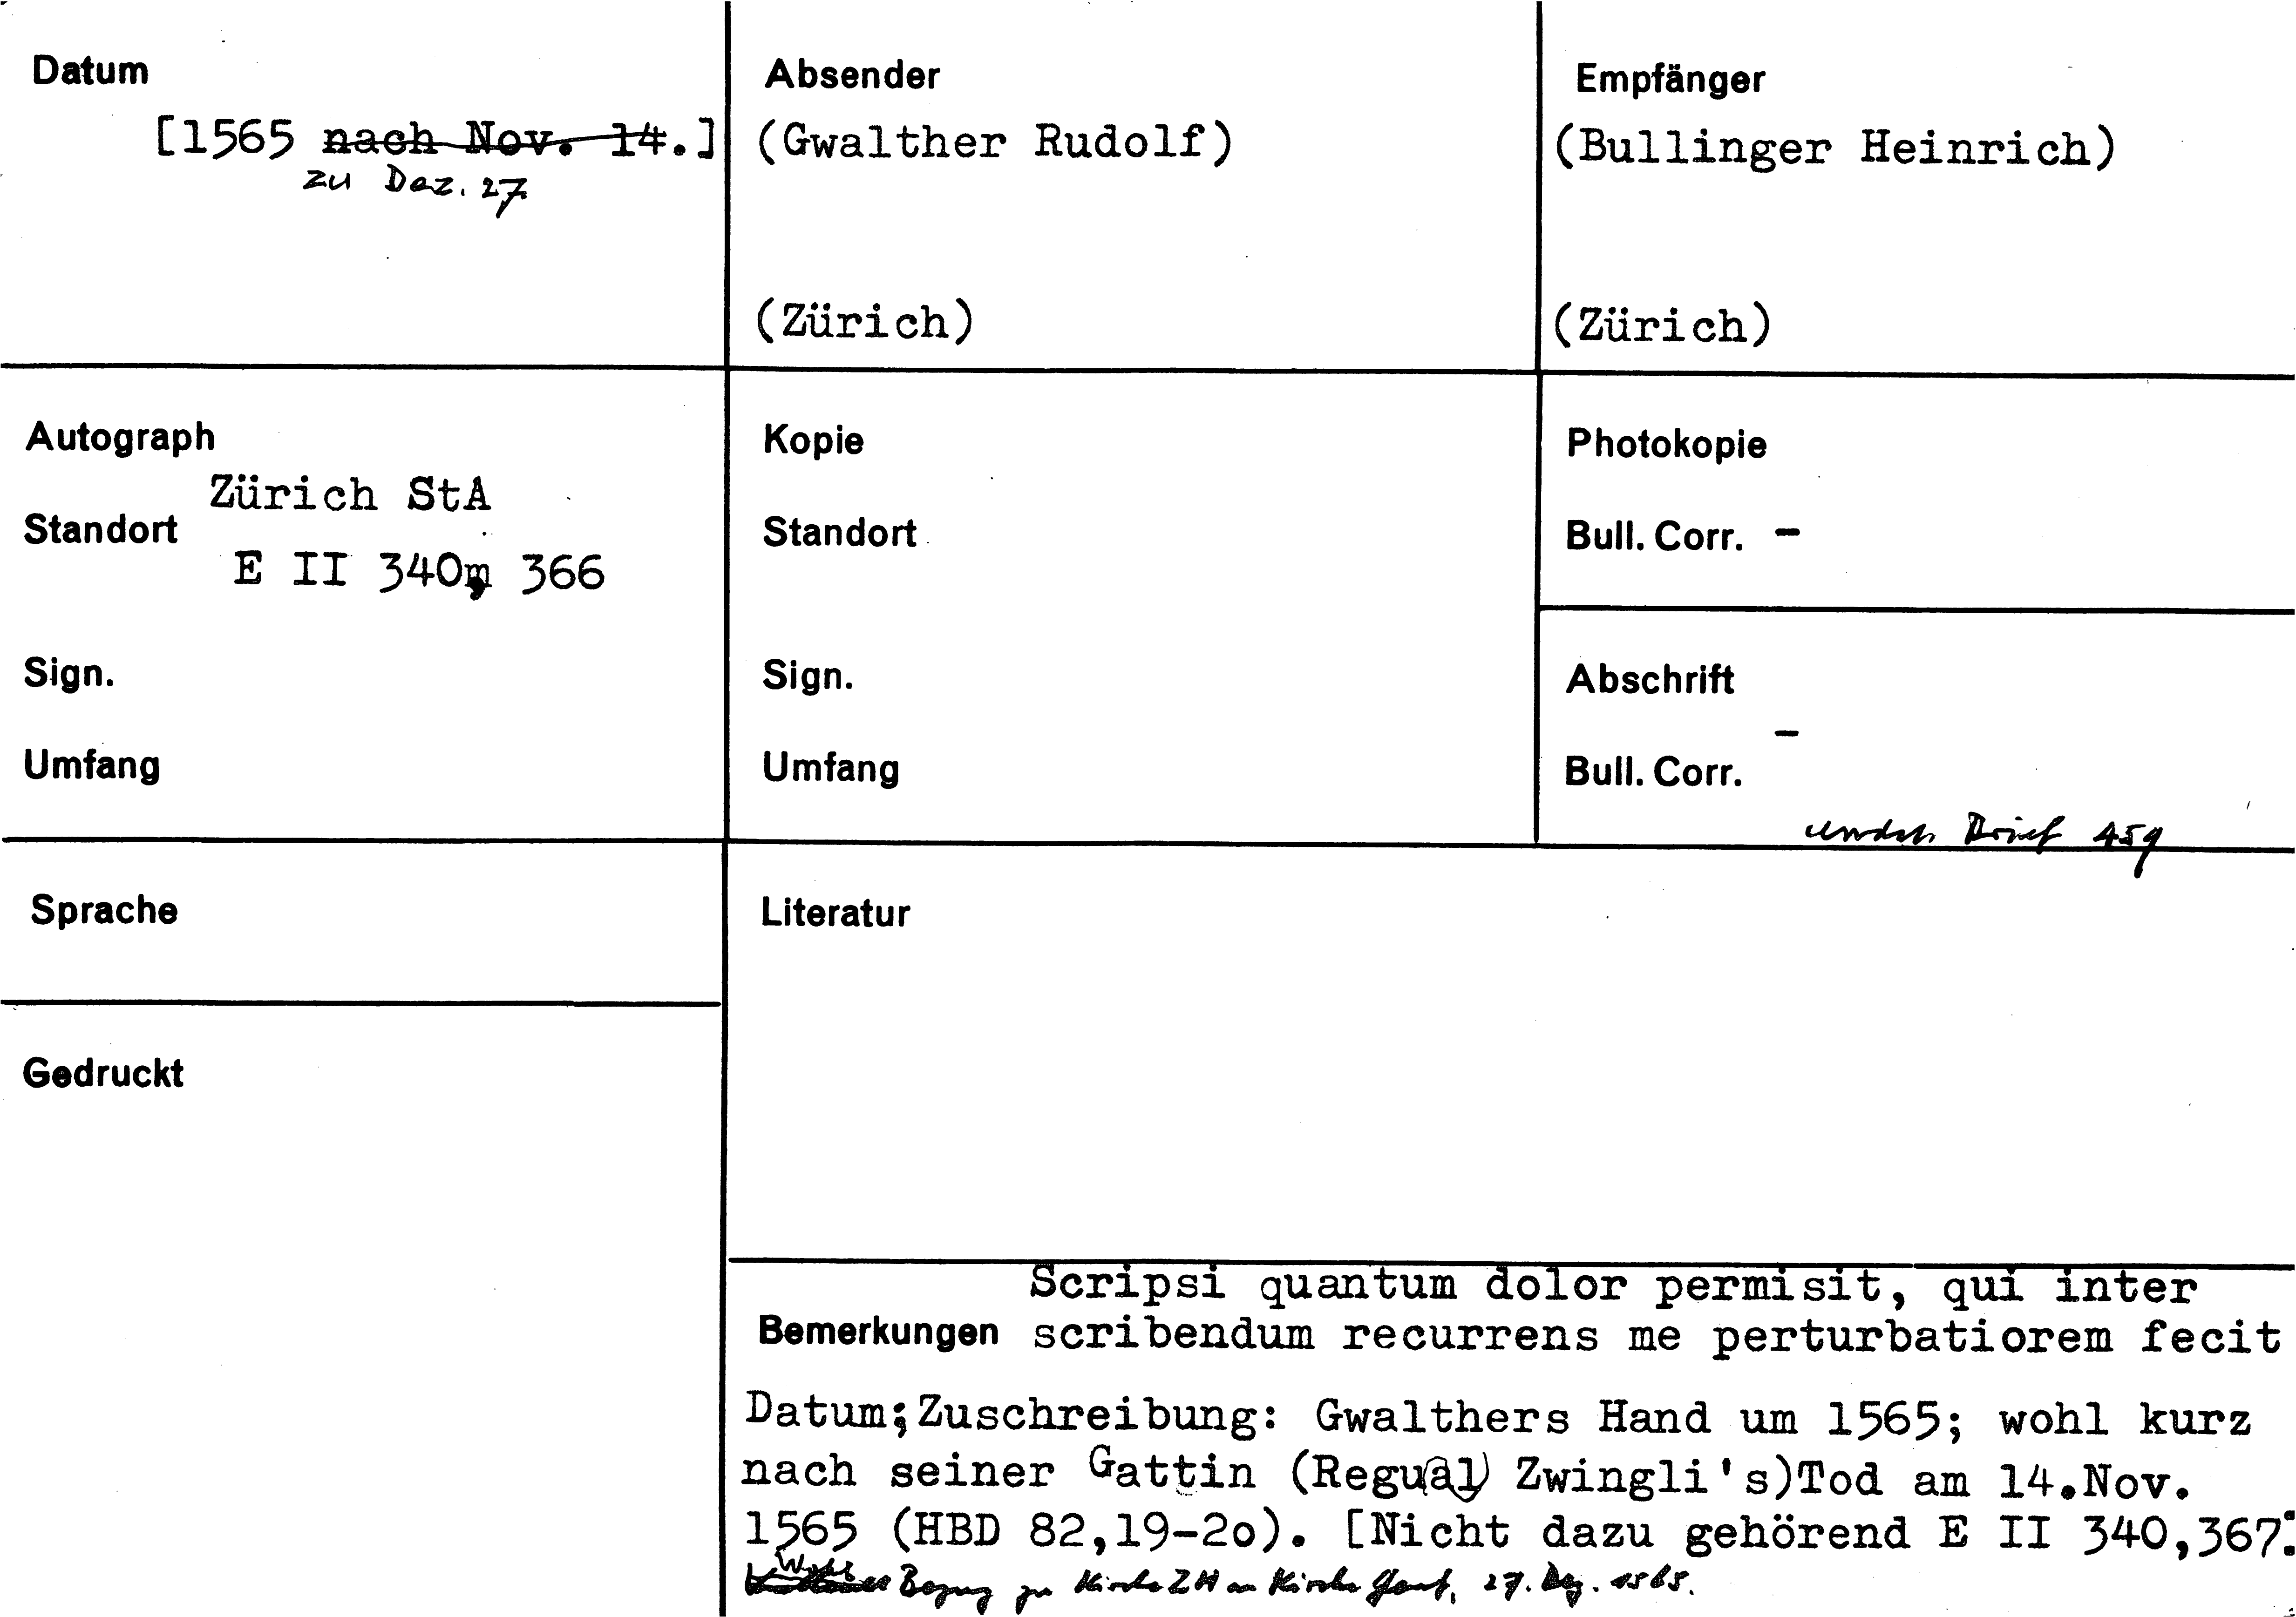 Datum
[1565 nach Nov. 14.]
zu Dez. 27
Absender
(Gwalther Rudolf)
(Zürich)
Empfänger
(Bullinger Heinrich)
(Zürich)
Autograph
Zürich StA
Standort
E II 340, 366
Sign.
Umfang
Kopie
Standort
Sign.
Umfang
Photokopie
Bull. Corr. -
Abschrift
-
Bull. Corr.
Brief 459
Sprache
Gedruckt
Literatur
Scripsi quantum dolor permisit, qui inter
Bemerkungen scribendum recurrens me perturbatiorem fecit
Datum;Zuschreibung: Gwalthers Hand um 1565; wohl kurz
nach seiner Gattin (Regual Zwingli's)Tod am 14.Nov.
1565 (HBD 82,19-2o). [Nicht dazu gehörend E II 340,367:
Wohl Bezug zu Kirche ZH an Kirche Genf, 27. Dez. 1565.